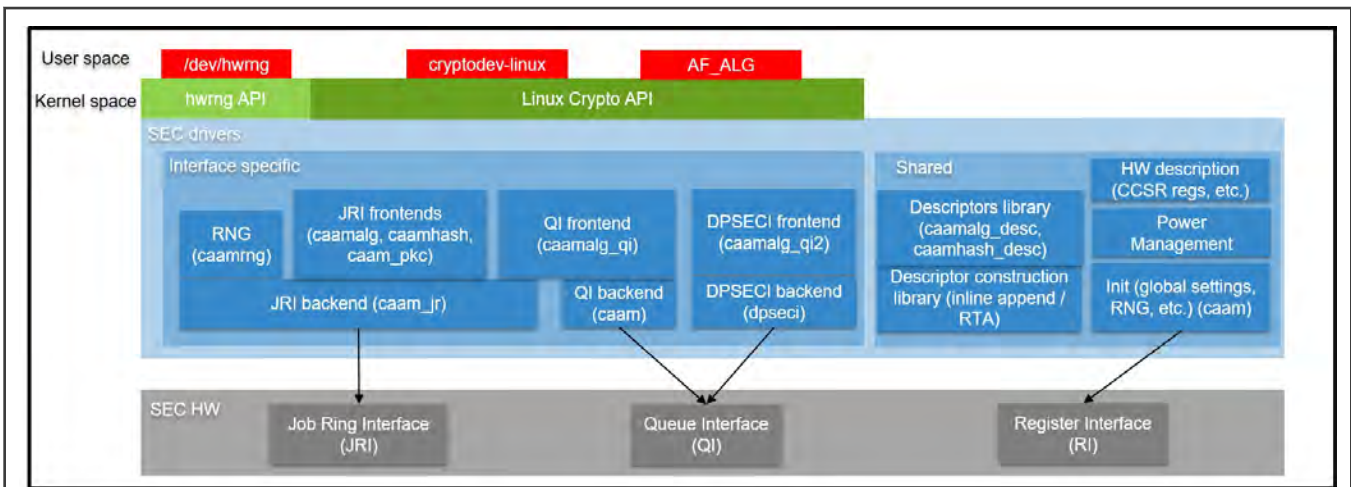 User space
/dev/hwrng
cryptodev-linux
AF_ALG
Kernel space
hwrng API
Linux Crypto API
SEC drivers
Interface specific
RNG
(caamrng)
JRI frontends
(caamalg, caamhash,
caam_pkc)
QI frontend
(caamalg_qi)
DPSECI frontend
(caamalg_qi2)
JRI backend (caam_jr)
QI backend
(caam)
DPSECI backend
(dpseci)
Shared
Descriptors library
(caamalg_desc,
caamhash_desc)
Descriptor construction
library (inline append /
RTA)
HW description
(CCSR regs, etc.)
Power
Management
Init (global settings,
RNG, etc.) (caam)
SEC HW
Job Ring Interface
(JRI)
Queue Interface
(QI)
Register Interface
(RI)